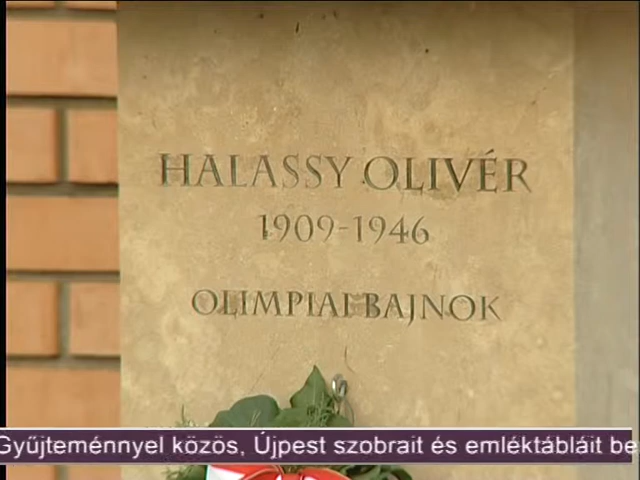 HALASSY OLIVÉR
1909-1946
OLIMPIAI BAJNOK
Gyűjteménnyel közös, Újpest szobrait és emléktábláit be